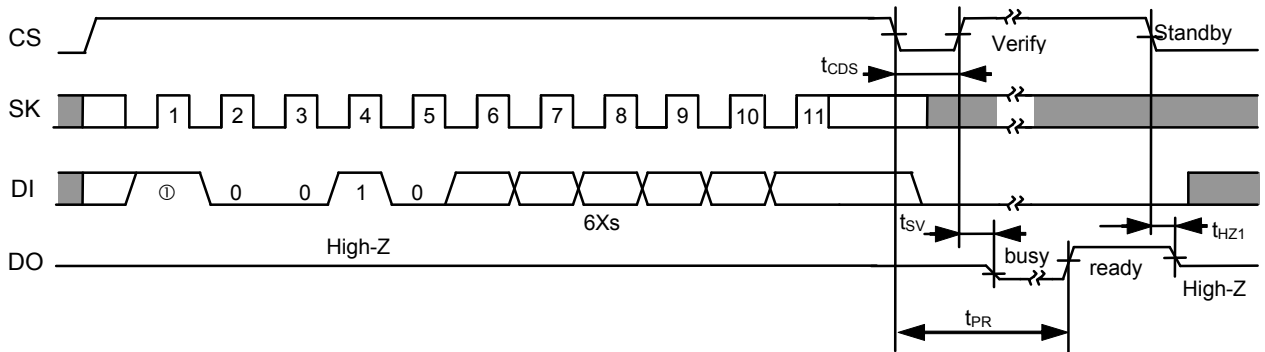 CS
Verify
Standby
tCDS
SK
1 2 3 4 5 6 7 8 9 10 11
DI
① 0 0 1 0
6Xs
tSV
tHZ1
High-Z
DO
busy
ready
High-Z
tPR